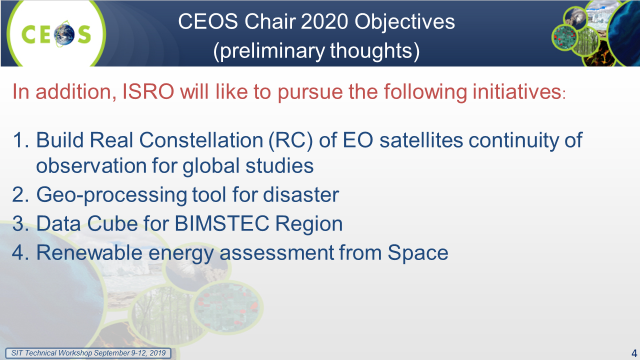 CEOS
CEOS Chair 2020 Objectives
(preliminary thoughts)
In addition, ISRO will like to pursue the following initiatives:
1. Build Real Constellation (RC) of EO satellites continuity of
observation for global studies
2. Geo-processing tool for disaster
3. Data Cube for BIMSTEC Region
4. Renewable energy assessment from Space
SIT Technical Workshop September 9-12, 2019
4